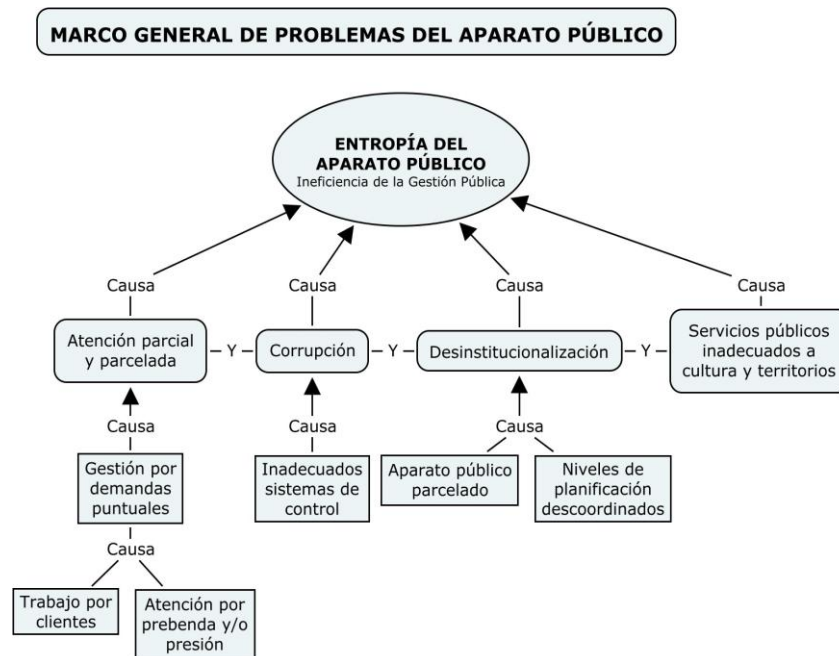 MARCO GENERAL DE PROBLEMAS DEL APARATO PÚBLICO
ENTROPÍA DEL
APARATO PÚBLICO
Ineficiencia de la Gestión Pública
Causa
Causa
Causa
Causa
Atención parcial
y parcelada
Y
Corrupción
Y
Desinstitucionalización
Y
Servicios públicos
inadecuados a
cultura y territorios
Causa
Causa
Causa
Gestión por
demandas
puntuales
Inadecuados
sistemas de
control
Aparato público
parcelado
Niveles de
planificación
descoordinados
Causa
Trabajo por
clientes
Atención por
prebenda y/o
presión